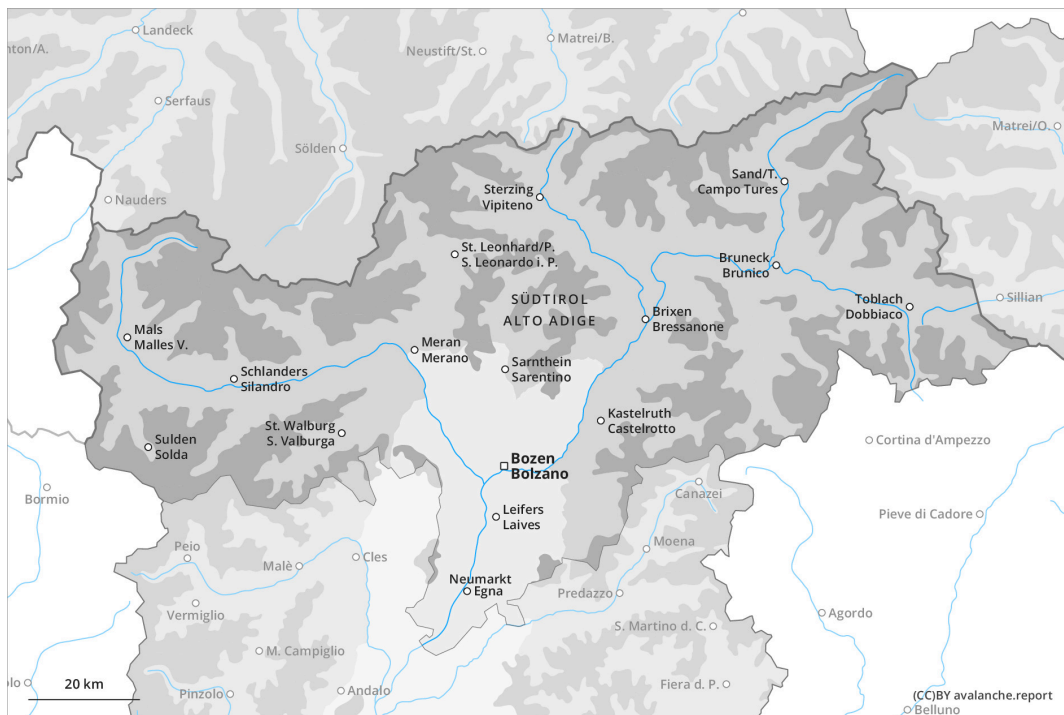 Landeck
nton/A.
Neustift/St.
Matrei/B.
Serfaus
Matrei/O.
Sölden
Nauders
Sand/T.
Campo Tures
Sterzing
Vipiteno
St. Leonhard/P.
S. Leonardo i. P.
Bruneck
Brunico
SÜDTIROL
ALTO ADIGE
Toblach
Dobbiaco
Sillian
Brixen
Bressanone
Mals
Malles V.
Meran
Merano
Sarnthein
Sarentino
Schlanders
Silandro
Kastelruth
Castelrotto
St. Walburg
S. Valburga
Sulden
Solda
Cortina d'Ampezzo
Bozen
Bolzano
Bormio
Canazei
Leifers
Laives
Pieve di Cadore
Peio
Malè
Cles
Moena
Neumarkt
Egna
Predazzo
Vermiglio
Agordo
S. Martino d. C.
M. Campiglio
olo
20 km
Pinzolo
Andalo
Fiera d. P.
(CC)BY avalanche.report
Belluno